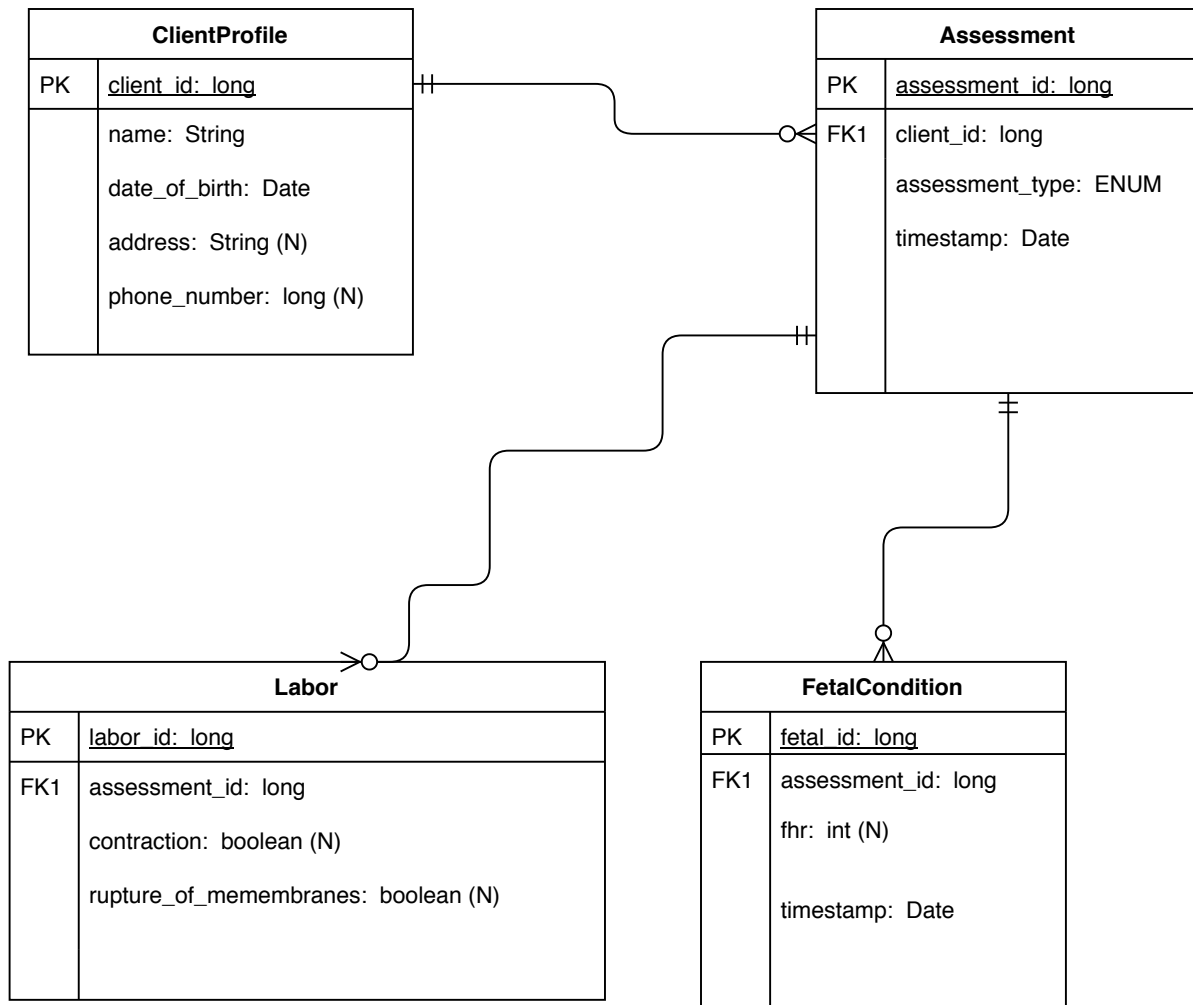 ClientProfile
PK client_id: long
name: String
date_of_birth: Date
address: String (N)
phone_number: long (N)
Assessment
PK assessment_id: long
FK1 client_id: long
assessment_type: ENUM
timestamp: Date
Labor
PK labor_id: long
FK1 assessment_id: long
contraction: boolean (N)
rupture_of_memembranes: boolean (N)
FetalCondition
PK fetal_id: long
FK1 assessment_id: long
fhr: int (N)
timestamp: Date